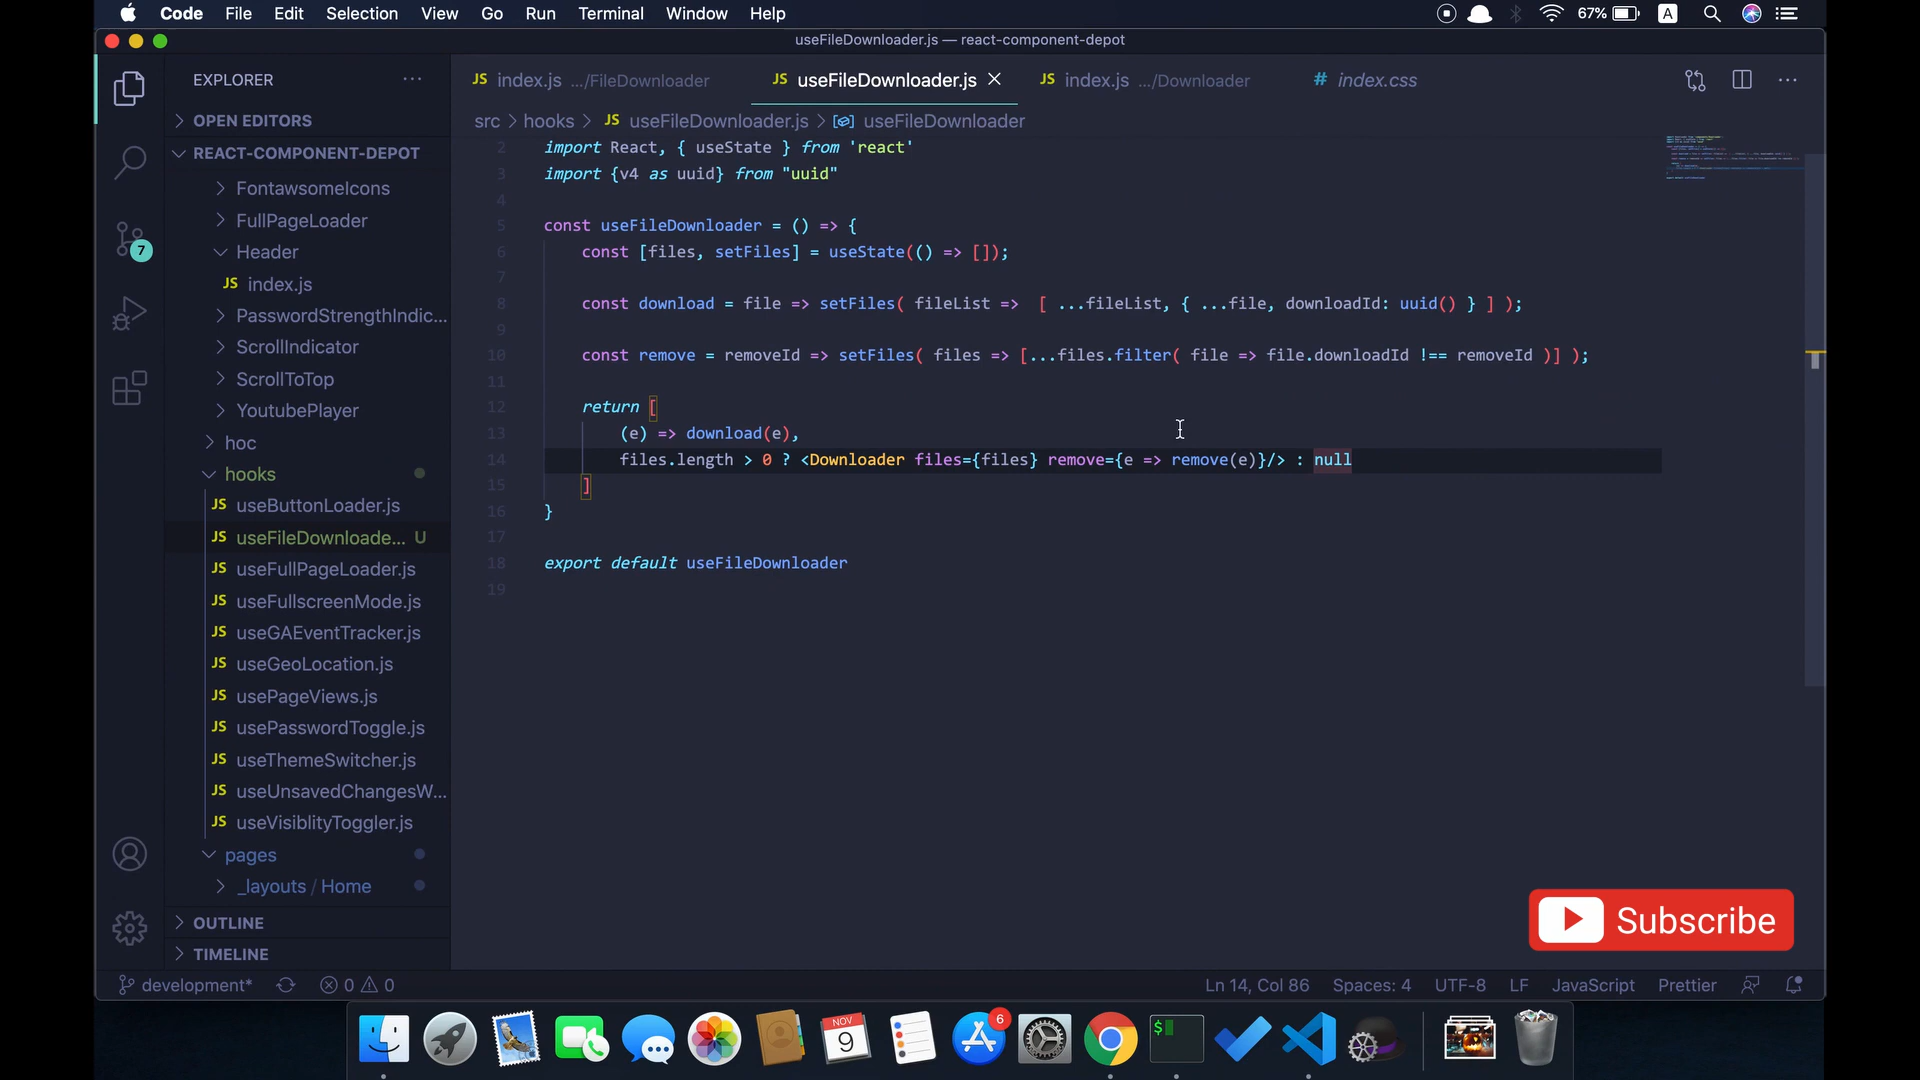 Code File Edit Selection View Go Run Terminal Window Help 67% A
useFileDownloader.js — react-component-depot
EXPLORER ···
JS index.js .../FileDownloader JS useFileDownloader.js JS index.js .../Downloader # index.css ···
OPEN EDITORS
src > hooks > JS useFileDownloader.js > useFileDownloader
REACT-COMPONENT-DEPOT
FontawsomeIcons
FullPageLoader
Header
JS index.js
PasswordStrengthIndic...
ScrollIndicator
ScrollToTop
YoutubePlayer
hoc
hooks
JS useButtonLoader.js
JS useFileDownloade... U
JS useFullPageLoader.js
JS useFullscreenMode.js
JS useGAEventTracker.js
JS useGeoLocation.js
JS usePageViews.js
JS usePasswordToggle.js
JS useThemeSwitcher.js
JS useUnsavedChangesW...
JS useVisiblityToggler.js
pages
_layouts / Home
OUTLINE
TIMELINE
7
2 import React, { useState } from 'react'
3 import {v4 as uuid} from "uuid"
4
5 const useFileDownloader = () => {
6 const [files, setFiles] = useState(() => []);
7
8 const download = file => setFiles( fileList => [ ...fileList, { ...file, downloadId: uuid() } ] );
9
10 const remove = removeId => setFiles( files => [...files.filter( file => file.downloadId !== removeId )] );
11
12 return [
13 (e) => download(e),
14 files.length > 0 ? <Downloader files={files} remove={e => remove(e)}/> : null
15 ]
16 }
17
18 export default useFileDownloader
19
Subscribe
development* 0 0 Ln 14, Col 86 Spaces: 4 UTF-8 LF JavaScript Prettier
NOV
9
6
$